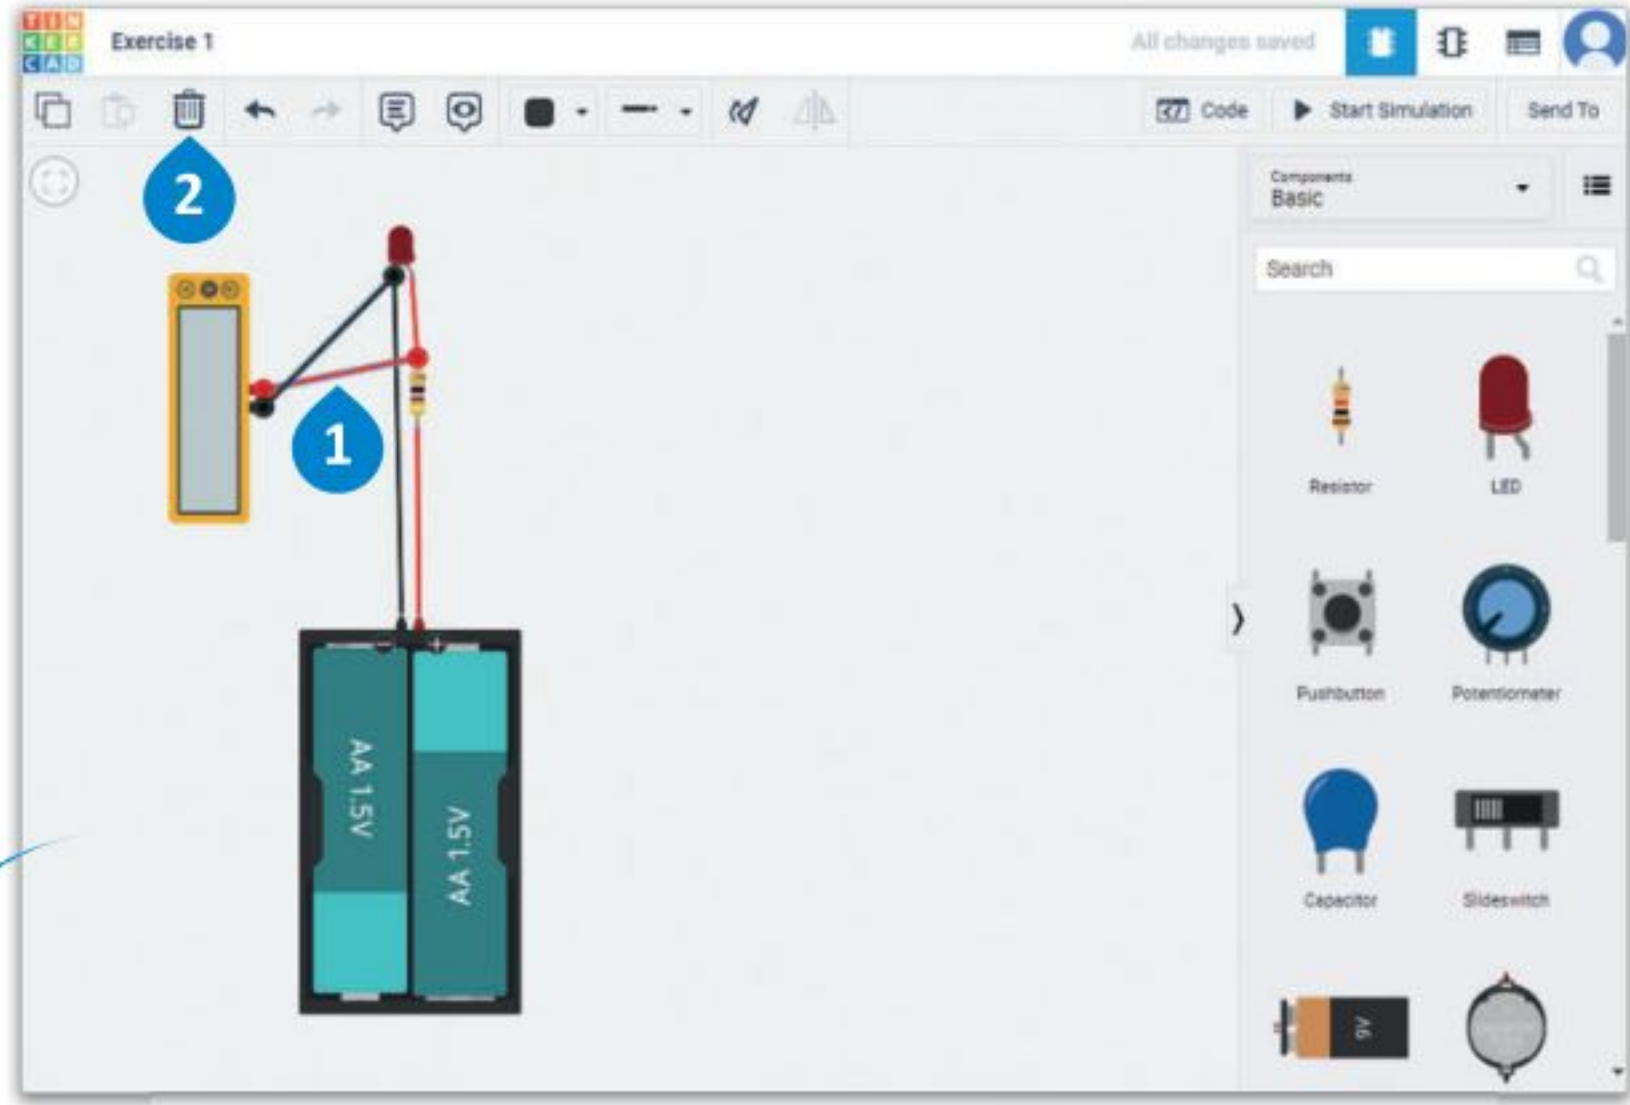 TIN
KER
CAD
Exercise 1
All changes saved
Code
Start Simulation
Send To
2
1
Components
Basic
Search
Resistor
LED
Pushbutton
Potentiometer
Capacitor
Slideswitch
AA 1.5V
AA 1.5V
9V